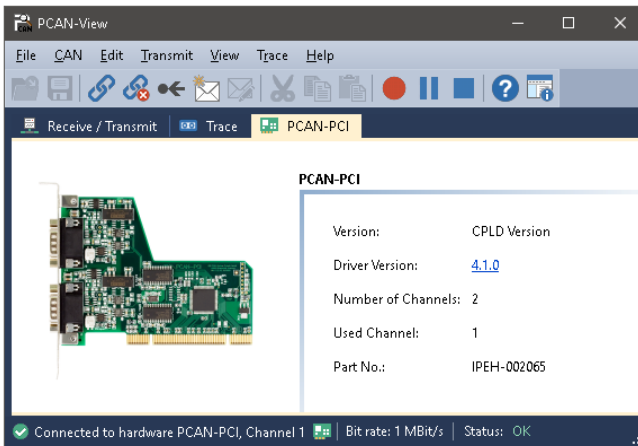 PCAN-View
File CAN Edit Transmit View Trace Help
Receive / Transmit Trace PCAN-PCI
PCAN-PCI
Version: CPLD Version
Driver Version: 4.1.0
Number of Channels: 2
Used Channel: 1
Part No.: IPEH-002065
Connected to hardware PCAN-PCI, Channel 1 Bit rate: 1 MBit/s Status: OK